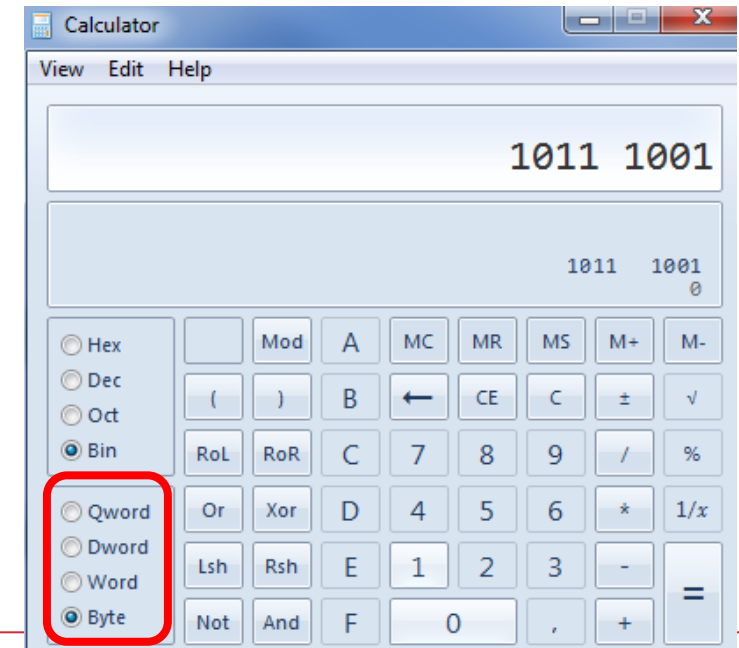 Calculator
View Edit Help
1011 1001
1011 1001
0
Hex Mod A MC MR MS M+ M-
Dec
( ) B ← CE C ± √
Oct
Bin RoL RoR C 7 8 9 / %
Qword Or Xor D 4 5 6 * 1/x
Dword
Lsh Rsh E 1 2 3 - =
Word
Byte Not And F 0 , +